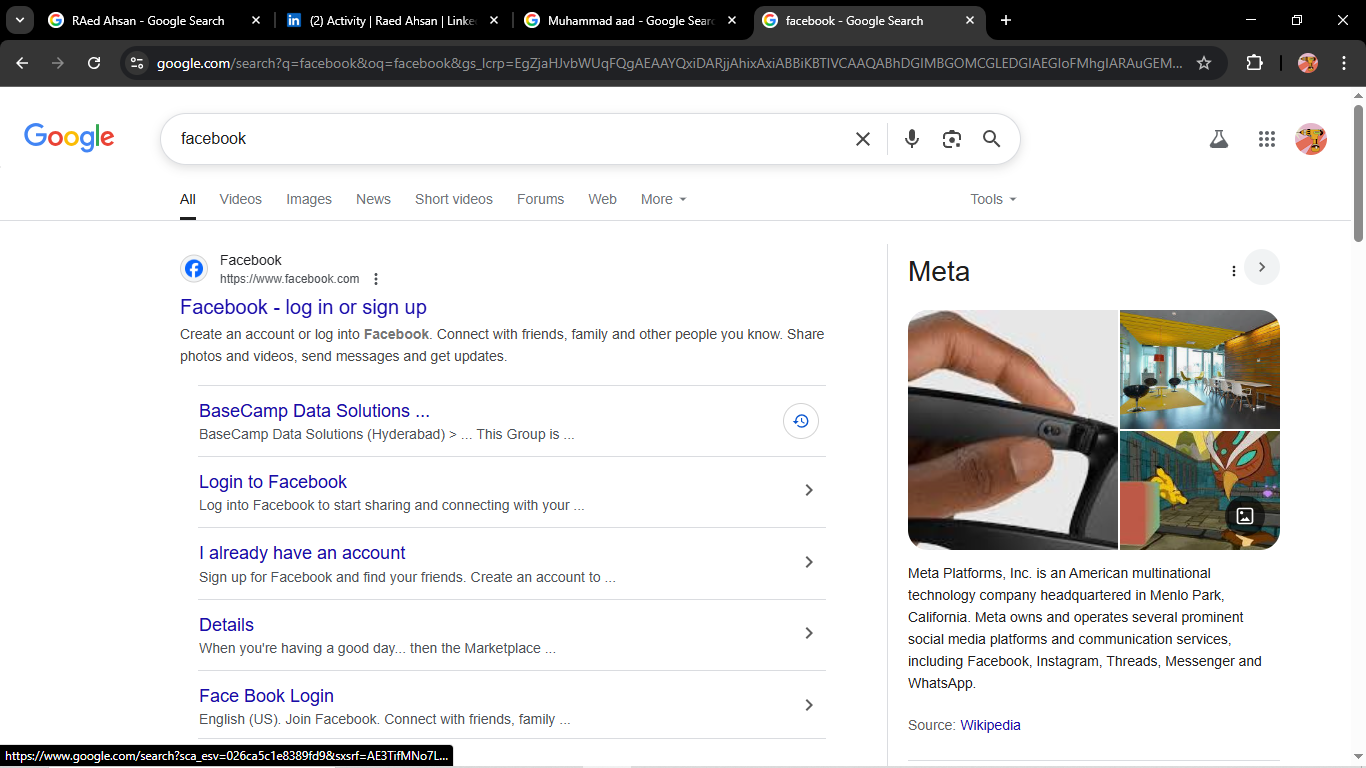 RAed Ahsan - Google Search
(2) Activity | Raed Ahsan | Linke
Muhammad aad - Google Sear
facebook - Google Search
google.com/search?q=facebook&oq=facebook&gs_lcrp=EgZjaHJvbWUqFQgAEAAYQxiDARjjAhixAxiABBiKBTIVCAAQABhDGIMBGOMCGLEDGIAEGIoFMhgIARAuGEM...
Google
facebook
All
Videos
Images
News
Short videos
Forums
Web
More
Tools
Facebook
https://www.facebook.com
Facebook - log in or sign up
Create an account or log into Facebook. Connect with friends, family and other people you know. Share
photos and videos, send messages and get updates.
BaseCamp Data Solutions ...
BaseCamp Data Solutions (Hyderabad) > ... This Group is ...
Login to Facebook
Log into Facebook to start sharing and connecting with your ...
I already have an account
Sign up for Facebook and find your friends. Create an account to ...
Details
When you're having a good day... then the Marketplace ...
Face Book Login
English (US). Join Facebook. Connect with friends, family ...
Meta
Meta Platforms, Inc. is an American multinational
technology company headquartered in Menlo Park,
California. Meta owns and operates several prominent
social media platforms and communication services,
including Facebook, Instagram, Threads, Messenger and
WhatsApp.
Source: Wikipedia
https://www.google.com/search?sca_esv=026ca5c1e8389fd9&sxsrf=AE3TifMNo7L...